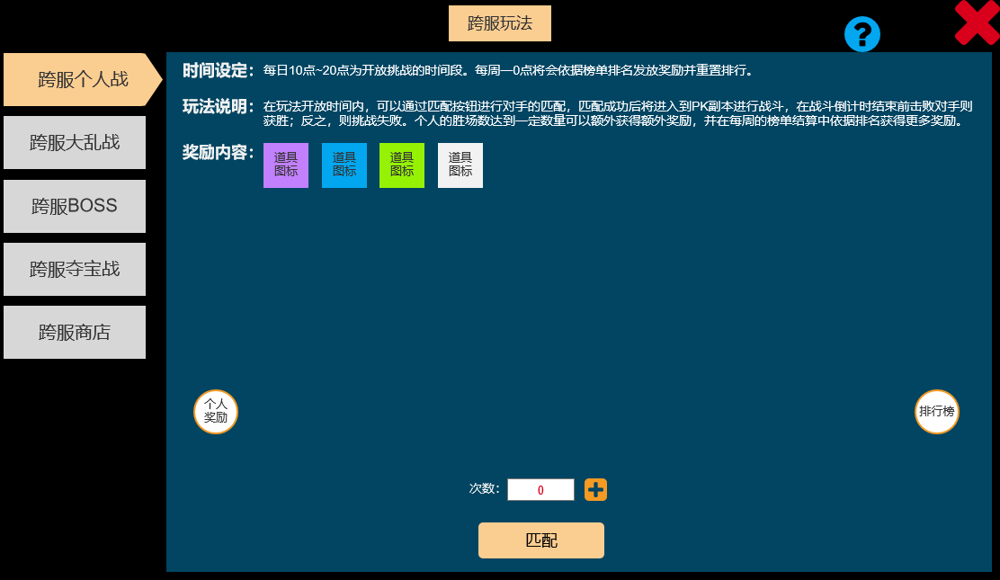 跨服玩法
?
跨服个人战
跨服大乱战
跨服BOSS
跨服夺宝战
跨服商店
时间设定：每日10点~20点为开放挑战的时间段。每周一0点将会依据榜单排名发放奖励并重置排行。
玩法说明：在玩法开放时间内，可以通过匹配按钮进行对手的匹配，匹配成功后将进入到PK副本进行战斗，在战斗倒计时结束前击败对手则
获胜；反之，则挑战失败。个人的胜场数达到一定数量可以额外获得额外奖励，并在每周的榜单结算中依据排名获得更多奖励。
奖励内容：
道具
图标
道具
图标
道具
图标
道具
图标
个人
奖励
排行榜
次数： 0
匹配